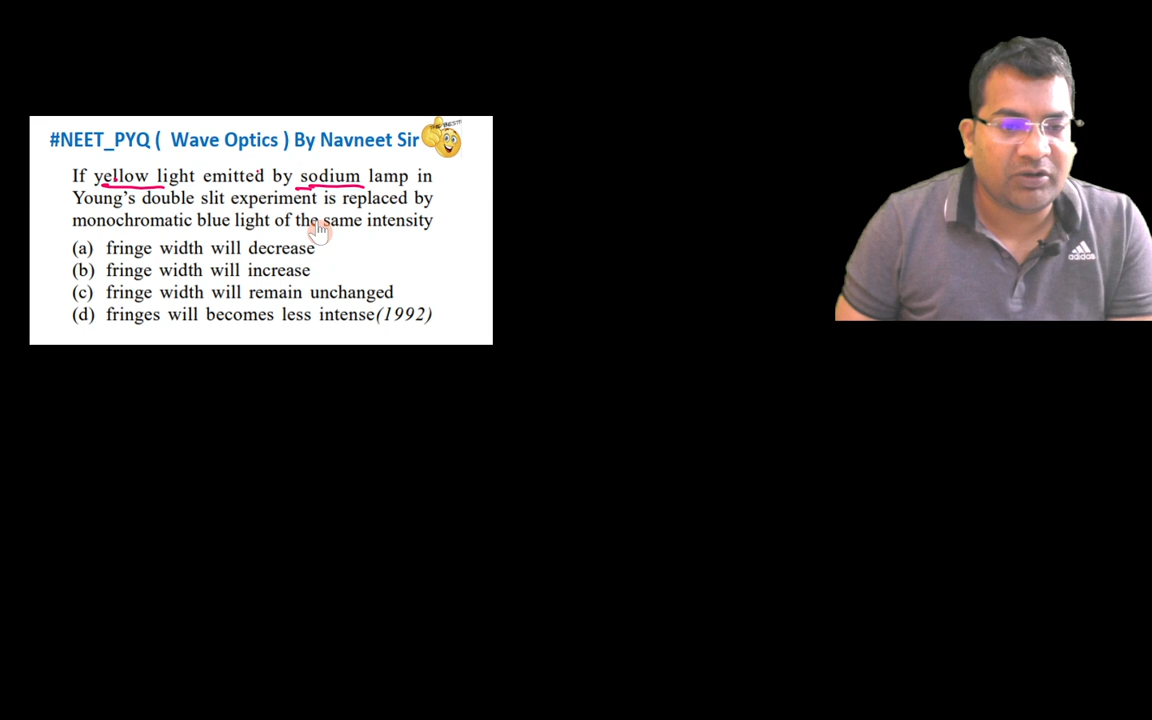 #NEET_PYQ ( Wave Optics ) By Navneet Sir
If yellow light emitted by sodium lamp in
Young's double slit experiment is replaced by
monochromatic blue light of the same intensity
(a) fringe width will decrease
(b) fringe width will increase
(c) fringe width will remain unchanged
(d) fringes will becomes less intense(1992)
adidas